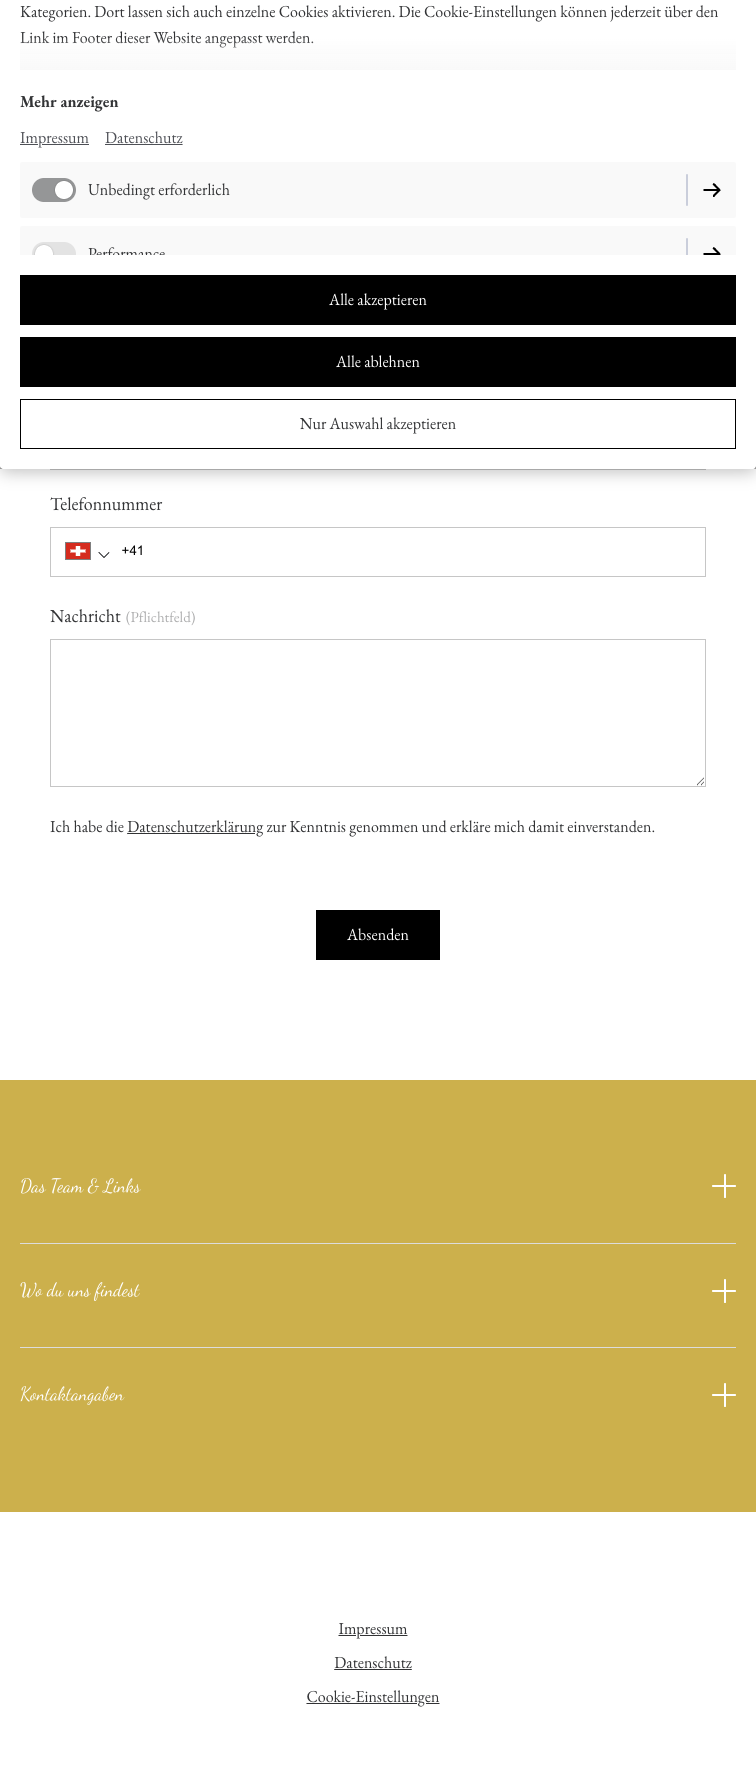 Kategorien. Dort lassen sich auch einzelne Cookies aktivieren. Die Cookie-Einstellungen können jederzeit über den
Link im Footer dieser Website angepasst werden.
Mehr anzeigen
Impressum Datenschutz
Unbedingt erforderlich
Performance
Alle akzeptieren
Alle ablehnen
Nur Auswahl akzeptieren
Telefonnummer
+41
Nachricht (Pflichtfeld)
Ich habe die Datenschutzerklärung zur Kenntnis genommen und erkläre mich damit einverstanden.
Absenden
Das Team & Links
Wo du uns findest
Kontaktangaben
Impressum
Datenschutz
Cookie-Einstellungen